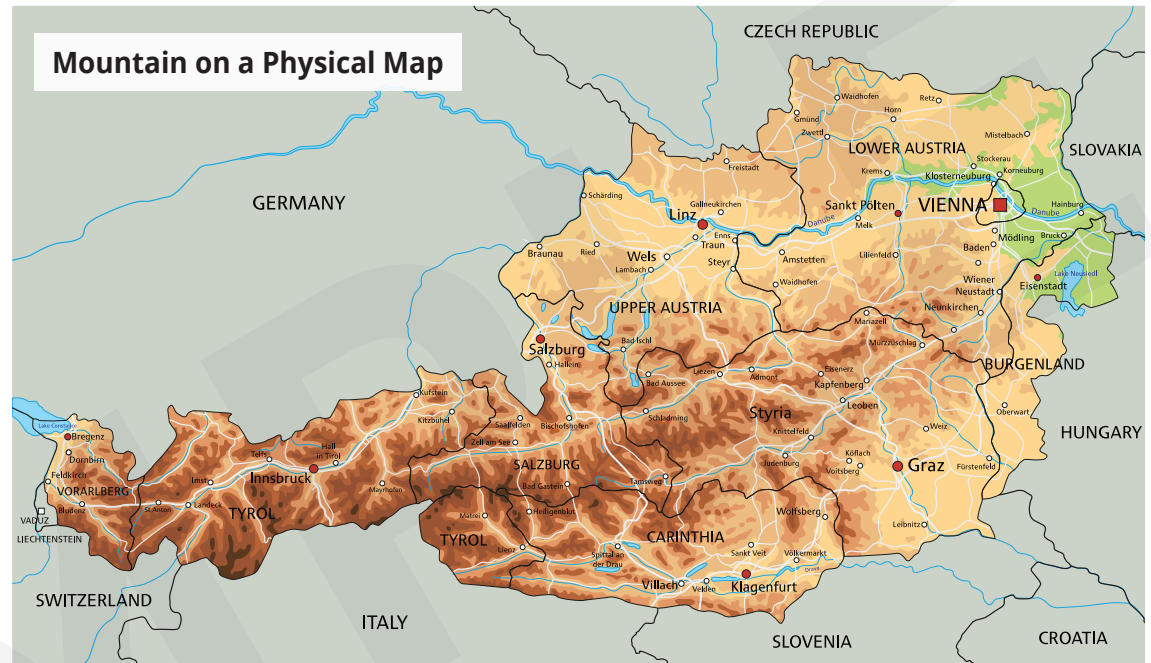 Mountain on a Physical Map
CZECH REPUBLIC
Waidhofen
Retz
Horn
Gmünd
Zwettl
Mistelbach
LOWER AUSTRIA
SLOVAKIA
Stockerau
Freistadt
Krems
Korneuburg
Klosterneuburg
Schärding
GERMANY
Gallneukirchen
Sankt Pölten
VIENNA
Hainburg
Linz
Danube
Danube
Melk
Enns
Traun
Mödling
Bruck
Braunau
Ried
Wels
Steyr
Amstetten
Lilienfeld
Baden
Lambach
Lake Neusiedl
Waidhofen
Wiener
Neustadt
Eisenstadt
UPPER AUSTRIA
Neunkirchen
Mariazell
Salzburg
Bad Ischl
Mürzzuschlag
Hallein
BURGENLAND
Liezen
Admont
Eisenerz
Bad Aussee
Kapfenberg
Kufstein
Leoben
Kitzbühel
Saalfelden
Bischofshofen
Schladming
Styria
Oberwart
Lake Constance
Bregenz
Zell am See
Knittelfeld
Weiz
HUNGARY
Dornbirn
Telfs
Hall
in Tirol
Köflach
Feldkirch
SALZBURG
Judenburg
Voitsberg
Graz
Fürstenfeld
VORARLBERG
Imst
Innsbruck
Mayrhofen
Bad Gastein
Tamsweg
Bludenz
St Anton
Landeck
TYROL
Matrei
Heiligenblut
Wolfsberg
VADUZ
Leibnitz
LIECHTENSTEIN
TYROL
Lienz
CARINTHIA
Spittal an
der Drau
Sankt Veit
Völkermarkt
Drava
Villach
Velden
Klagenfurt
SWITZERLAND
ITALY
SLOVENIA
CROATIA